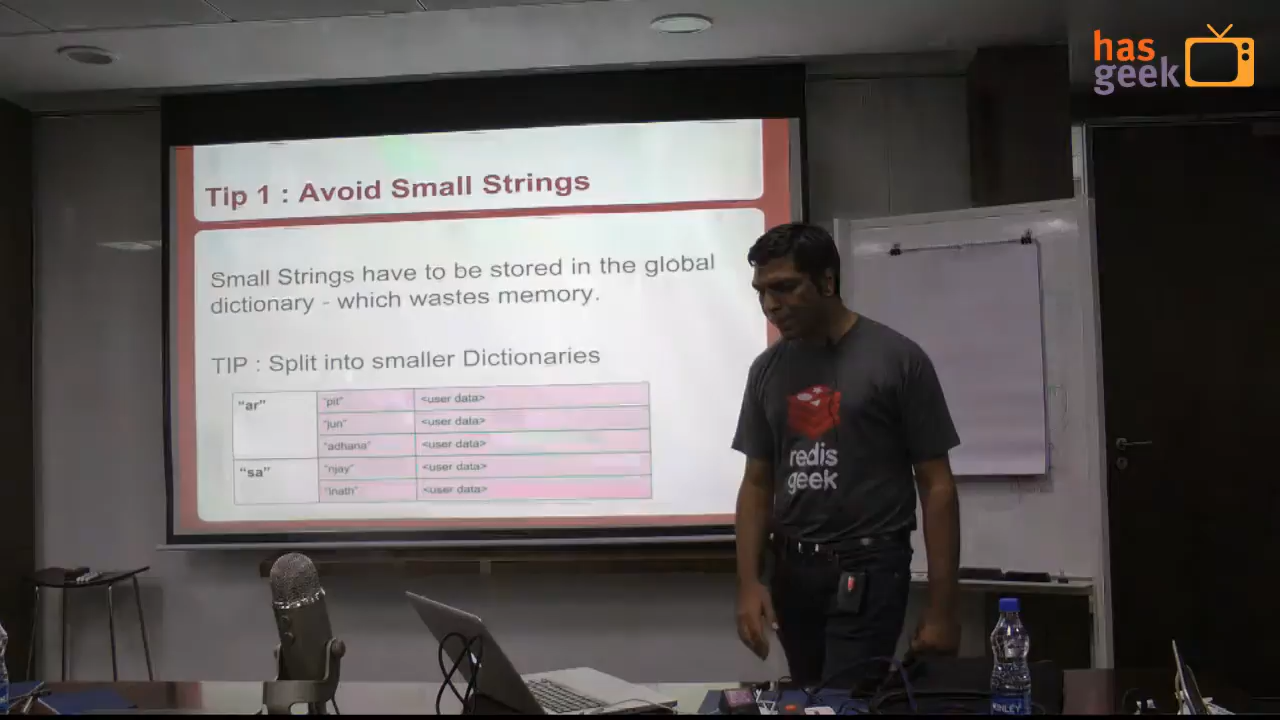 has
geek
Tip 1 : Avoid Small Strings
Small Strings have to be stored in the global
dictionary - which wastes memory.
TIP : Split into smaller Dictionaries
“ar” “pit” <user data>
“jun” <user data>
“adhana” <user data>
“sa” “njay” <user data>
“inath” <user data>
redis
geek